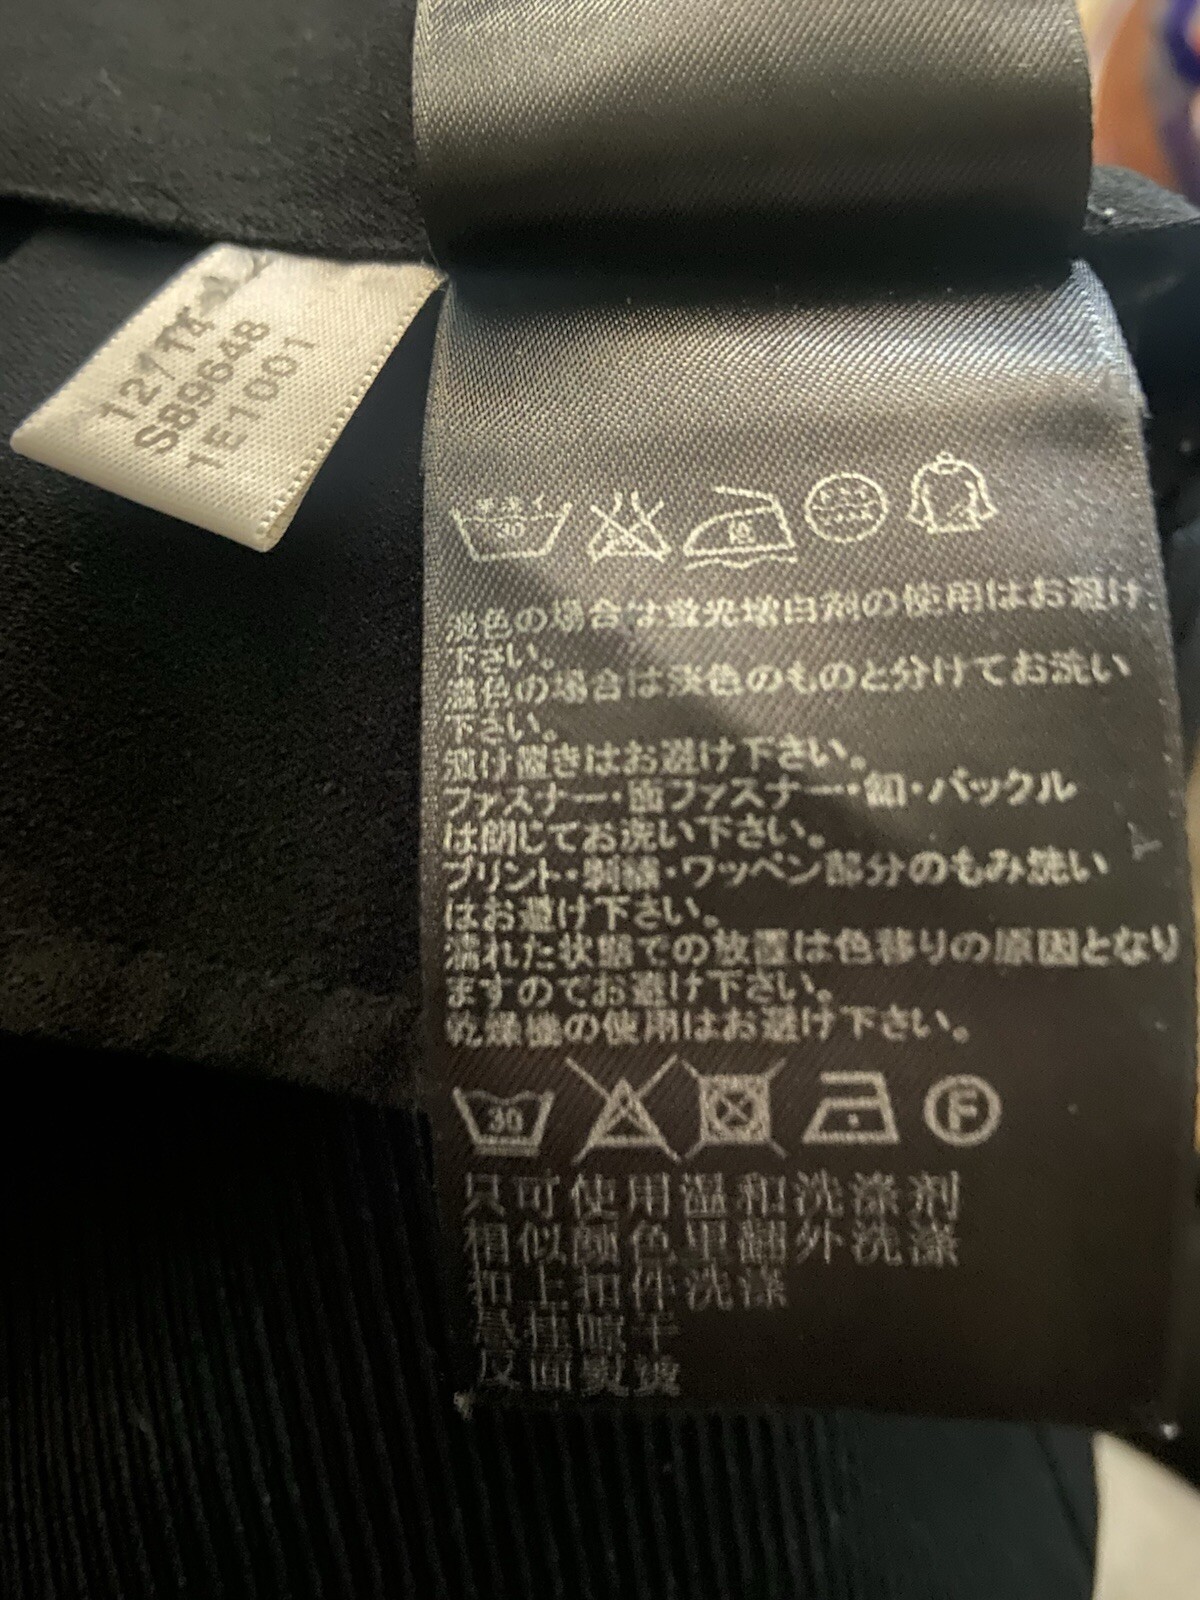 12/14
S89648
1E1001
30
淡色の場合は蛍光増白剤の使用はお避け
下さい。
濃色の場合は淡色のものと分けてお洗い
下さい。
漬け置きはお避け下さい。
ファスナー・面ファスナー・釦・バックル
は閉じてお洗い下さい。
プリント・刺繍・ワッペン部分のもみ洗い
はお避け下さい。
濡れた状態での放置は色移りの原因となり
ますのでお避け下さい。
乾燥機の使用はお避け下さい。
30
F
只可使用温和洗滌剂
相似颜色里翻外洗滌
扣上扣件洗滌
反面熨烫